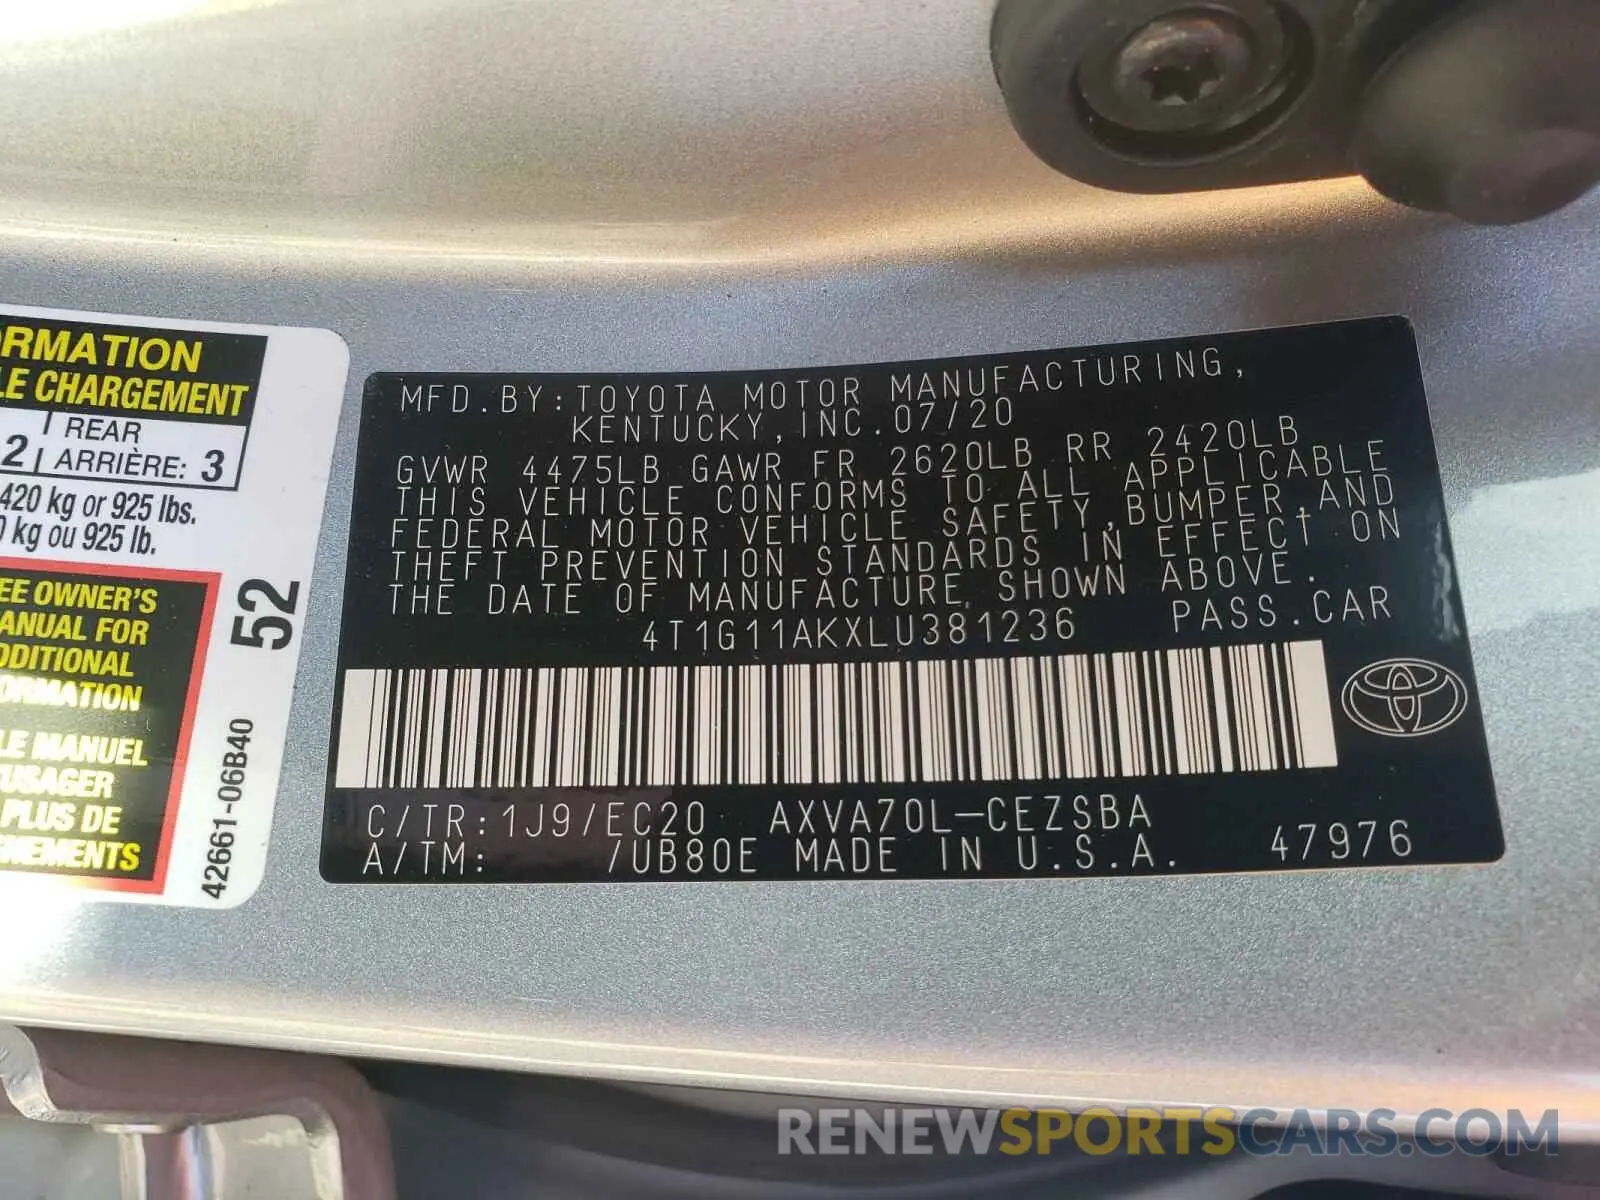 RMATION
LE CHARGEMENT
2 REAR
ARRIÈRE: 3
420 kg or 925 lbs.
0 kg ou 925 lb.
EE OWNER'S
ANUAL FOR
DDITIONAL
ORMATION
LE MANUEL
USAGER
PLUS DE
NEMENTS
52
42661-06B40
MFD.BY:TOYOTA MOTOR MANUFACTURING,
KENTUCKY,INC.07/20
GVWR 4475LB GAWR FR 2620LB RR 2420LB
THIS VEHICLE CONFORMS TO ALL APPLICABLE
FEDERAL MOTOR VEHICLE SAFETY,BUMPER,AND
THEFT PREVENTION STANDARDS IN EFFECT ON
THE DATE OF MANUFACTURE SHOWN ABOVE.
4T1G11AKXLU381236 PASS.CAR
C/TR:1J9/EC20 AXVA70L-CEZSBA
A/TM: /UB80E MADE IN U.S.A. 47976
RENEWSPORTSCARS.COM